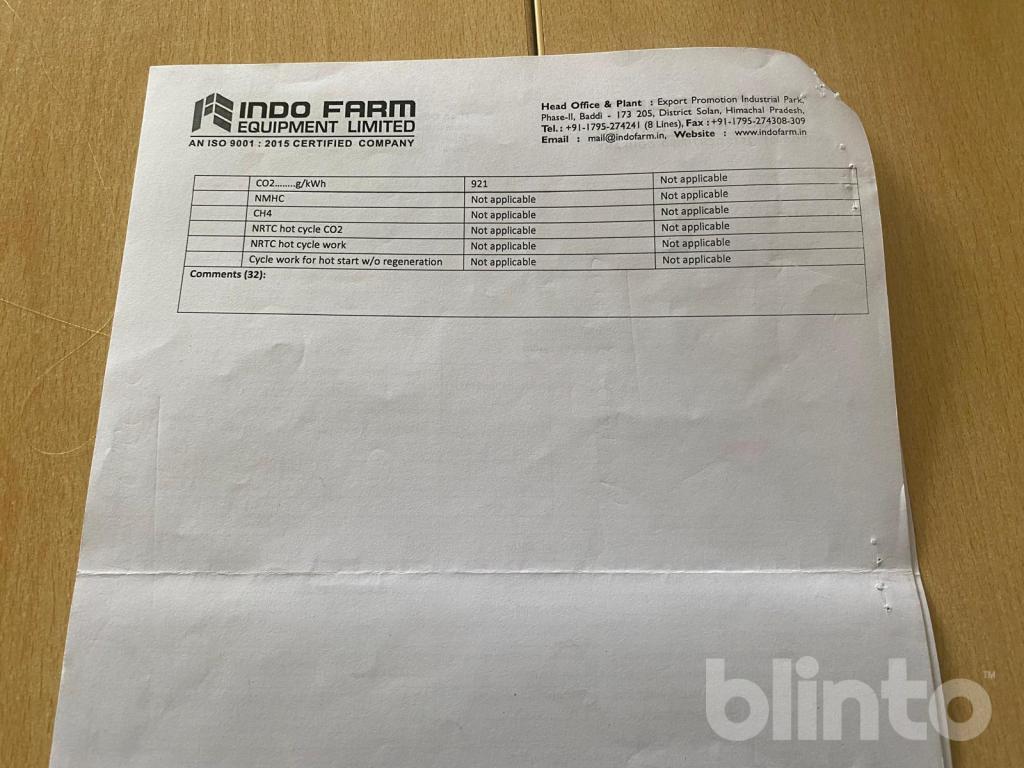 INDO FARM
EQUIPMENT LIMITED
AN ISO 9001 : 2015 CERTIFIED COMPANY
Head Office & Plant : Export Promotion Industrial Park,
Phase-II, Baddi - 173 205, District Solan, Himachal Pradesh,
Tel. : +91-1795-274241 (8 Lines), Fax : +91-1795-274308-309
Email : mail@indofarm.in, Website : www.indofarm.in
CO2........g/kWh 921 Not applicable
NMHC Not applicable Not applicable
CH4 Not applicable Not applicable
NRTC hot cycle CO2 Not applicable Not applicable
NRTC hot cycle work Not applicable Not applicable
Cycle work for hot start w/o regeneration Not applicable Not applicable
Comments (32):
blinto™